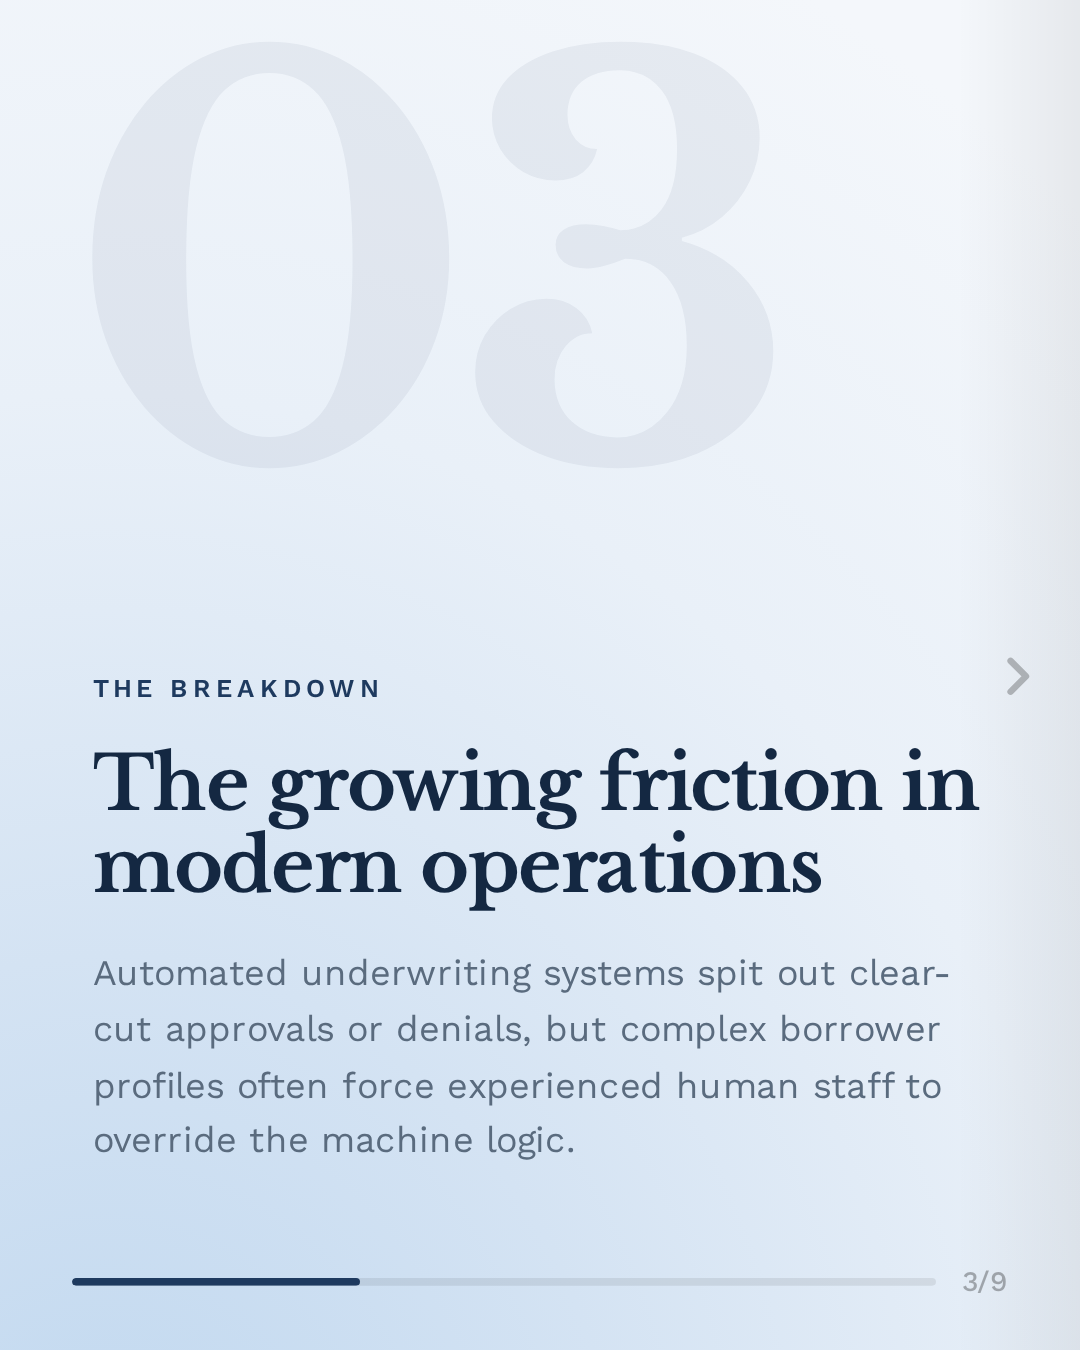 03
THE BREAKDOWN
The growing friction in
modern operations
Automated underwriting systems spit out clear-
cut approvals or denials, but complex borrower
profiles often force experienced human staff to
override the machine logic.
3/9